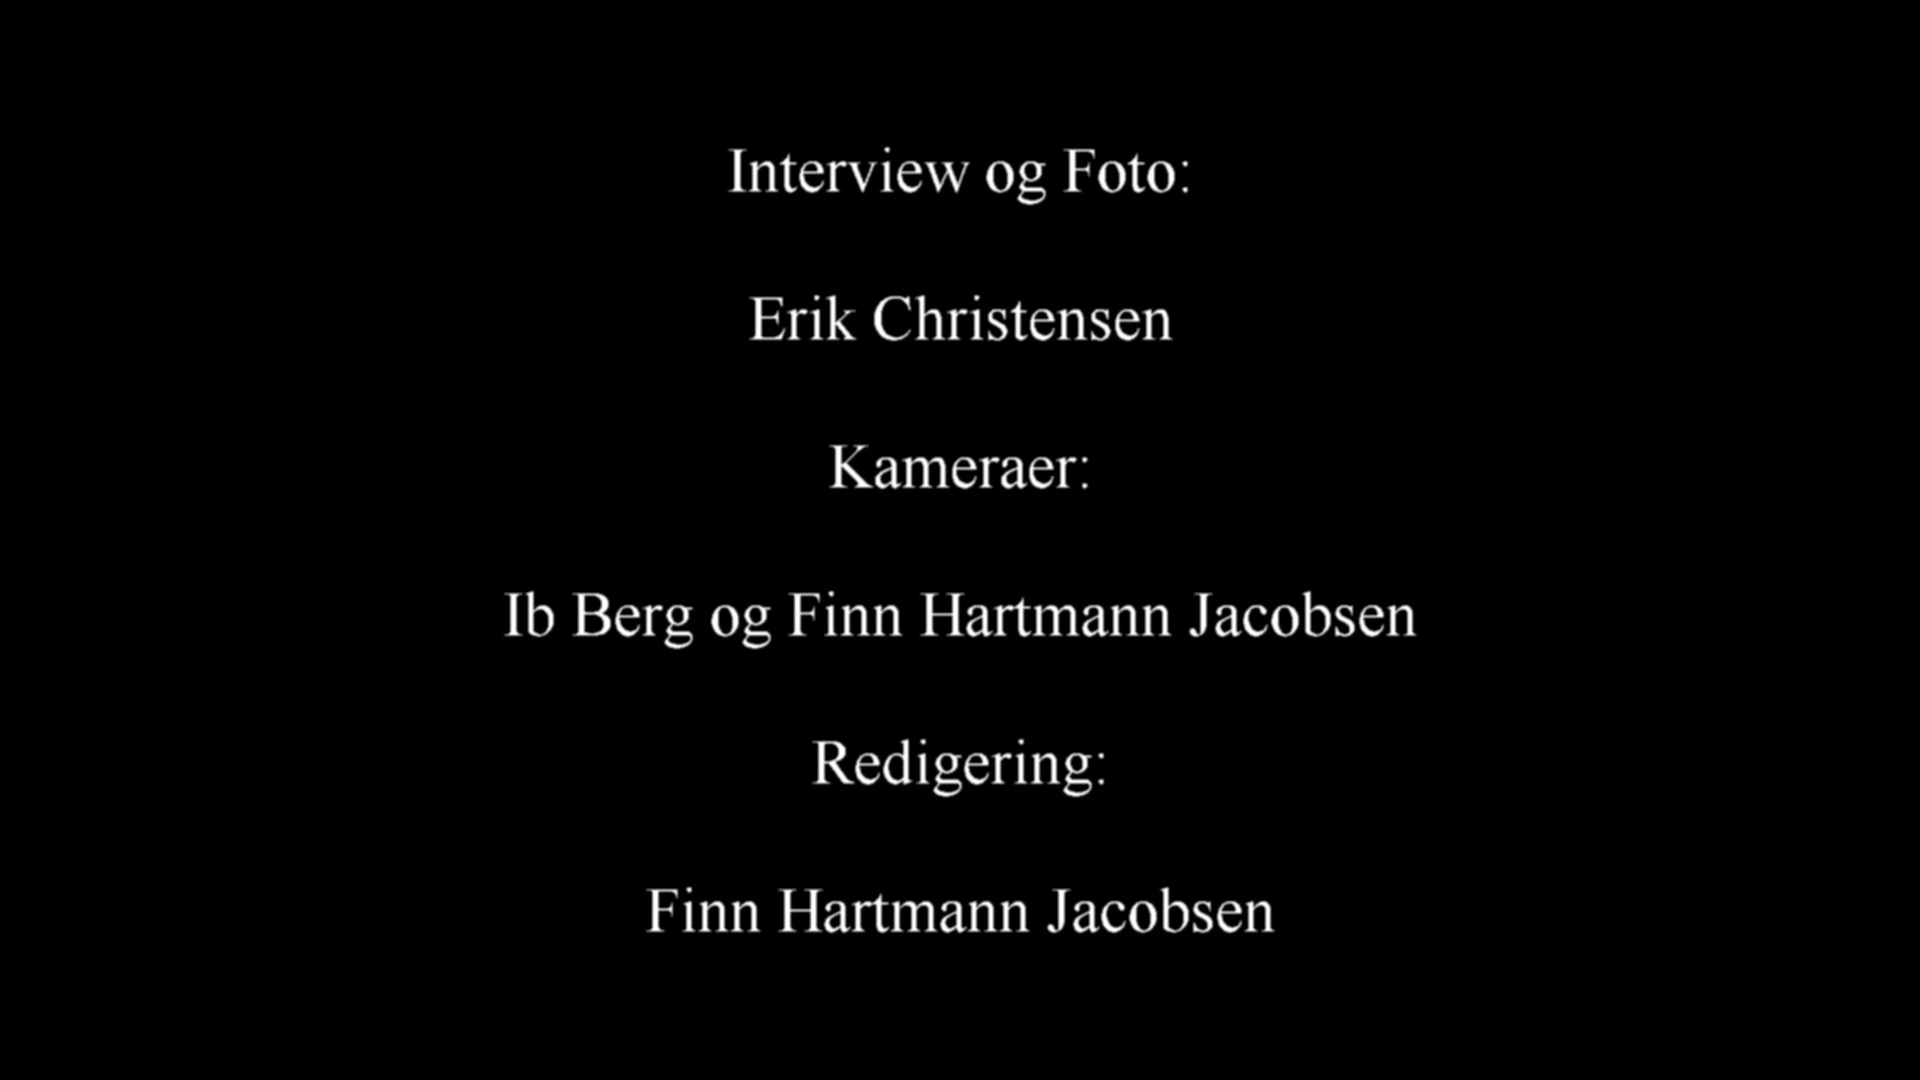 Interview og Foto:
Erik Christensen
Kameraer:
Ib Berg og Finn Hartmann Jacobsen
Redigering:
Finn Hartmann Jacobsen